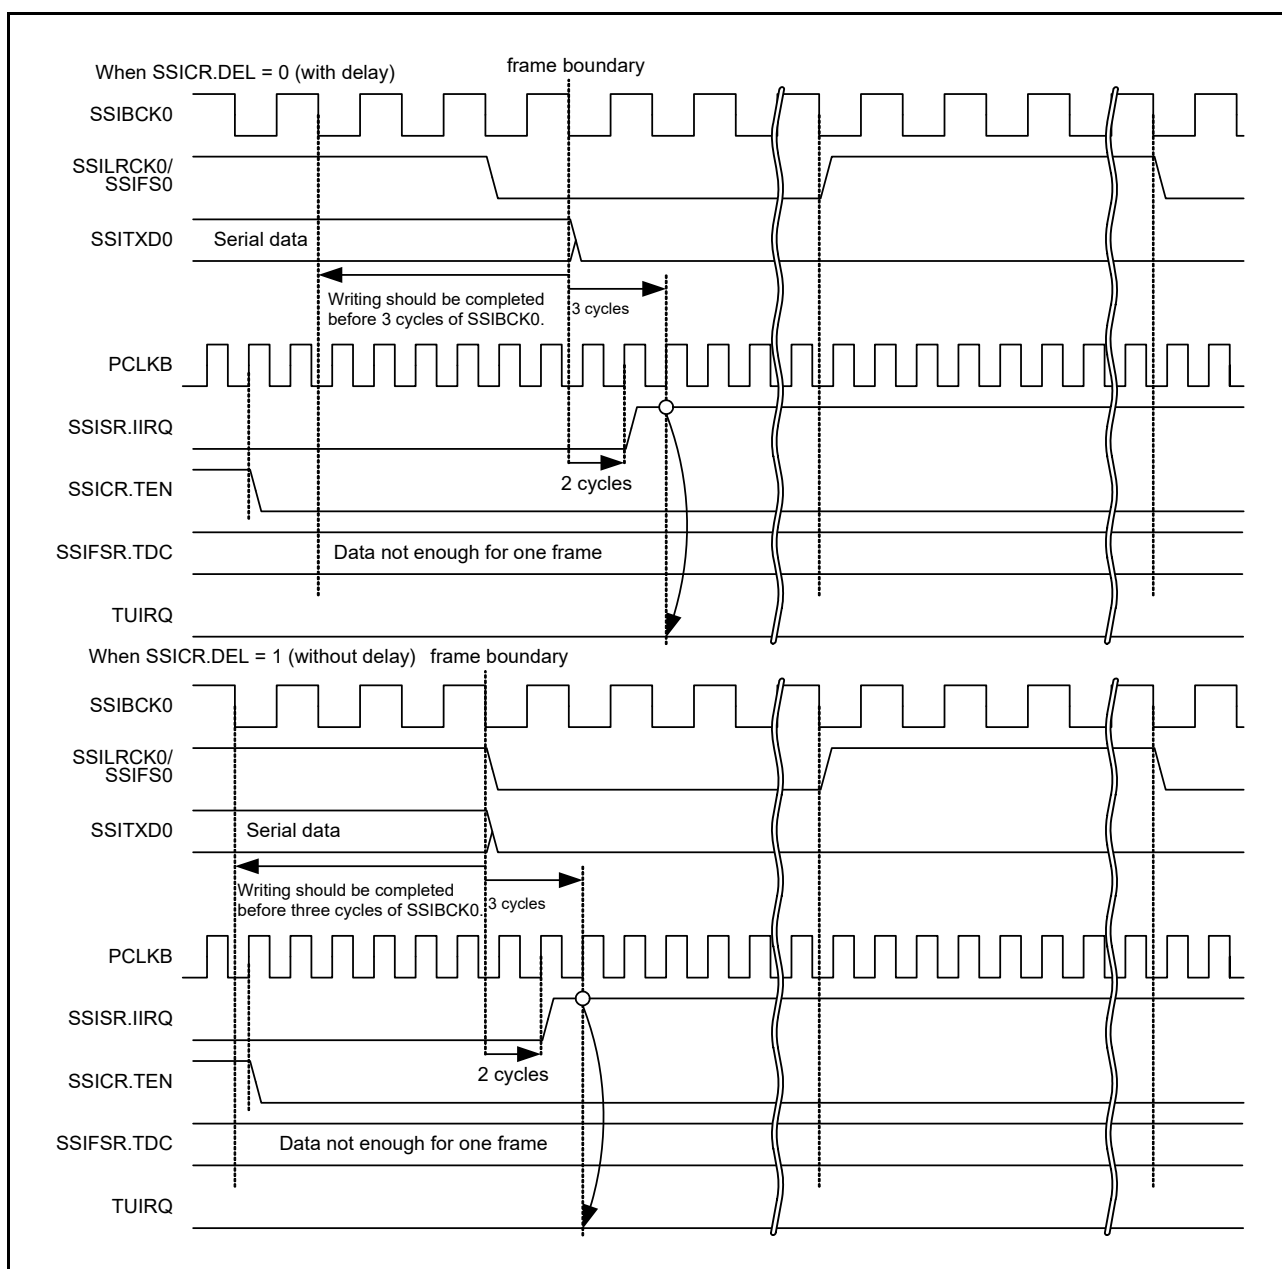 When SSICR.DEL = 0 (with delay)
frame boundary
SSIBCK0
SSILRCK0/
SSIFS0
SSITXD0
Serial data
Writing should be completed
before 3 cycles of SSIBCK0.
3 cycles
PCLKB
SSISR.IIRQ
2 cycles
SSICR.TEN
SSIFSR.TDC
Data not enough for one frame
TUIRQ
When SSICR.DEL = 1 (without delay)
frame boundary
SSIBCK0
SSILRCK0/
SSIFS0
SSITXD0
Serial data
Writing should be completed
before three cycles of SSIBCK0.
3 cycles
PCLKB
SSISR.IIRQ
2 cycles
SSICR.TEN
SSIFSR.TDC
Data not enough for one frame
TUIRQ